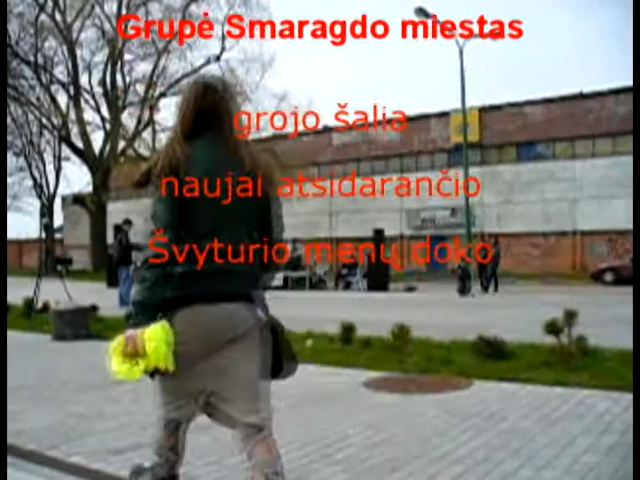 Grupė Smaragdo miestas
grojo šalia
naujai atsidarančio
Švyturio menų doko